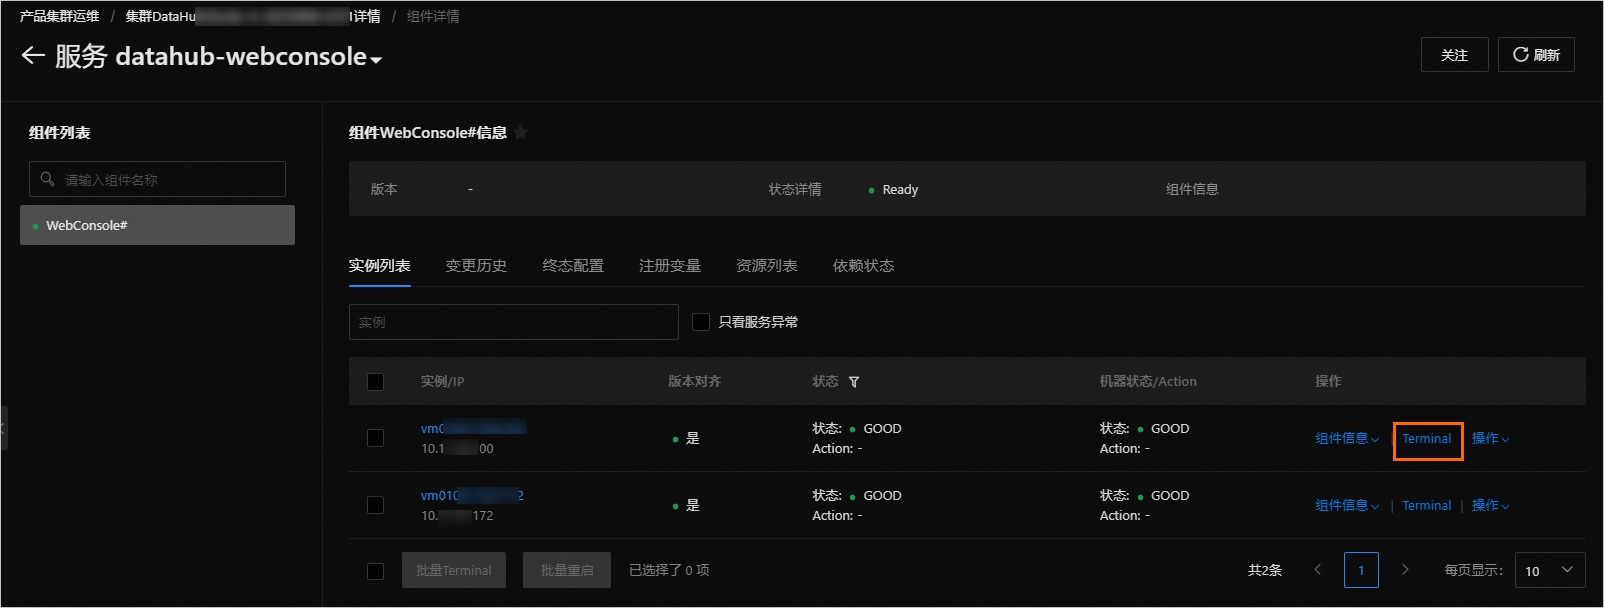 产品集群运维 / 集群DataHu 详情 / 组件详情
服务 datahub-webconsole
关注
刷新
组件列表
请输入组件名称
WebConsole#
组件WebConsole#信息
版本 - 状态详情 Ready 组件信息
实例列表 变更历史 终态配置 注册变量 资源列表 依赖状态
实例
只看服务异常
实例/IP 版本对齐 状态 机器状态/Action 操作
vm0
10.1 00
是
状态: GOOD
Action: -
状态: GOOD
Action: -
组件信息 Terminal 操作
vm010 2
10. 172
是
状态: GOOD
Action: -
状态: GOOD
Action: -
组件信息 | Terminal | 操作
批量Terminal 批量重启 已选择了 0 项
共2条 < 1 > 每页显示: 10